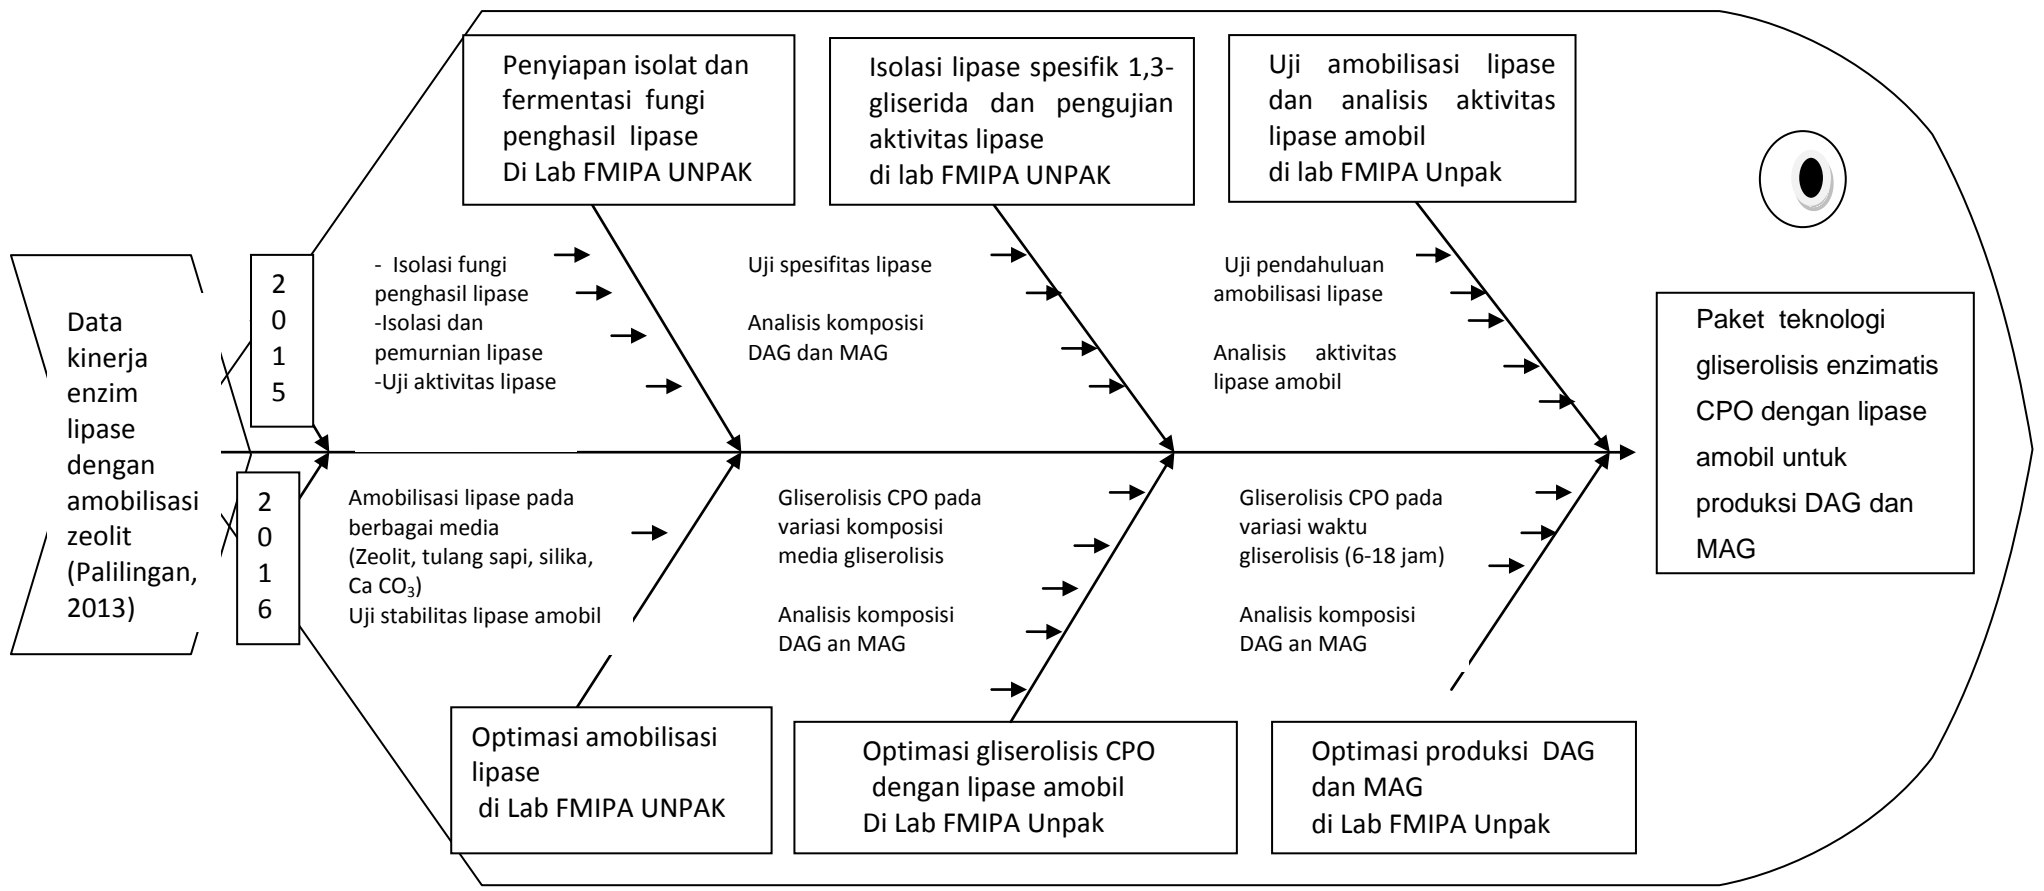 Penyiapan isolat dan
fermentasi fungi
penghasil lipase
Di Lab FMIPA UNPAK
Isolasi lipase spesifik 1,3-
gliserida dan pengujian
aktivitas lipase
di lab FMIPA UNPAK
Uji amobilisasi lipase
dan analisis aktivitas
lipase amobil
di lab FMIPA Unpak
Data
kinerja
enzim
lipase
dengan
amobilisasi
zeolit
(Palilingan,
2013)
2
0
1
5
- Isolasi fungi
penghasil lipase
-Isolasi dan
pemurnian lipase
-Uji aktivitas lipase
Uji spesifitas lipase
Analisis komposisi
DAG dan MAG
Uji pendahuluan
amobilisasi lipase
Analisis aktivitas
lipase amobil
Paket teknologi
gliserolisis enzimatis
CPO dengan lipase
amobil untuk
produksi DAG dan
MAG
2
0
1
6
Amobilisasi lipase pada
berbagai media
(Zeolit, tulang sapi, silika,
Ca CO₃)
Uji stabilitas lipase amobil
Gliserolisis CPO pada
variasi komposisi
media gliserolisis
Analisis komposisi
DAG an MAG
Gliserolisis CPO pada
variasi waktu
gliserolisis (6-18 jam)
Analisis komposisi
DAG an MAG
Optimasi amobilisasi
lipase
di Lab FMIPA UNPAK
Optimasi gliserolisis CPO
dengan lipase amobil
Di Lab FMIPA Unpak
Optimasi produksi DAG
dan MAG
di Lab FMIPA Unpak